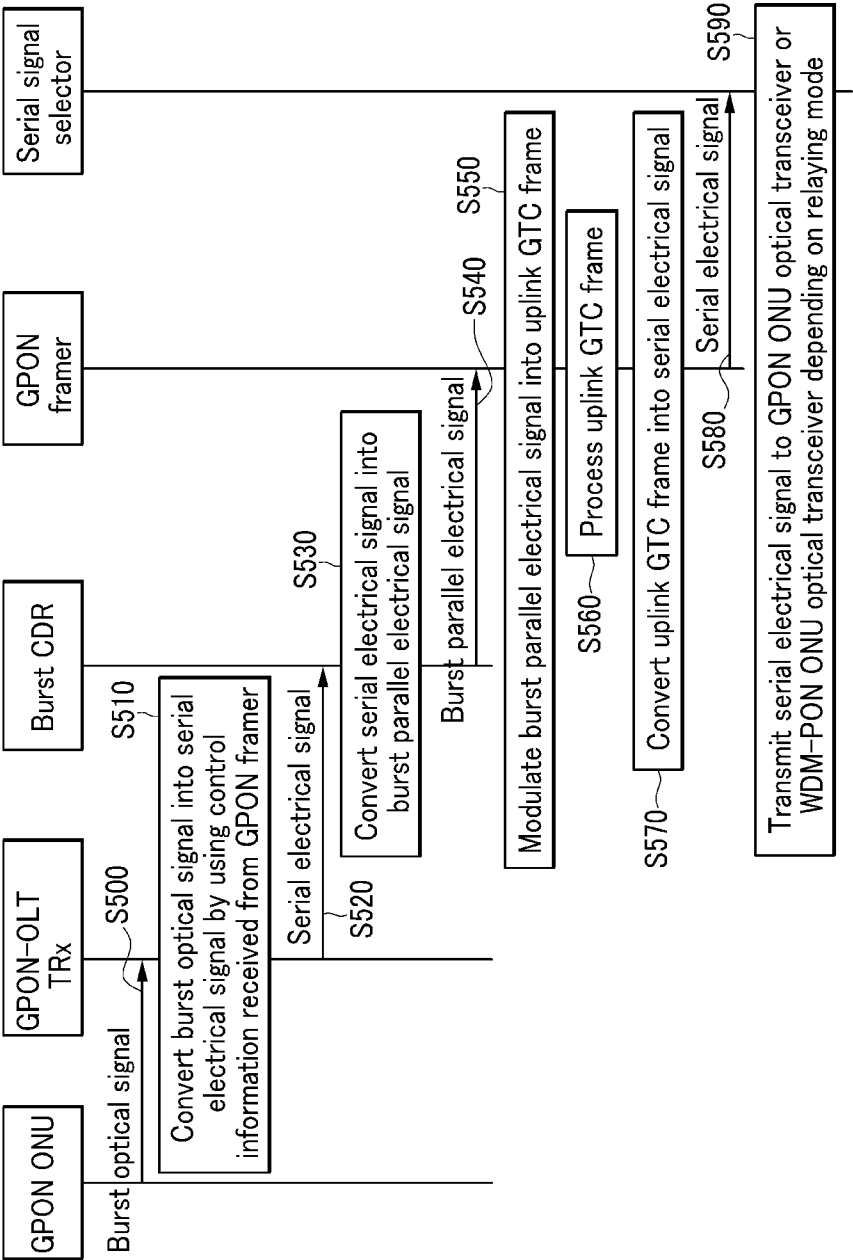 GPON ONU
GPON-OLT
TRx
Burst CDR
GPON
framer
Serial signal
selector
Burst optical signal
S500
S510
Convert burst optical signal into serial
electrical signal by using control
information received from GPON framer
Serial electrical signal
S520
S530
Convert serial electrical signal into
burst parallel electrical signal
Burst parallel electrical signal
S540
S550
Modulate burst parallel electrical signal into uplink GTC frame
Process uplink GTC frame
S560
Convert uplink GTC frame into serial electrical signal
S570
Serial electrical signal
S580
S590
Transmit serial electrical signal to GPON ONU optical transceiver or
WDM-PON ONU optical transceiver depending on relaying mode